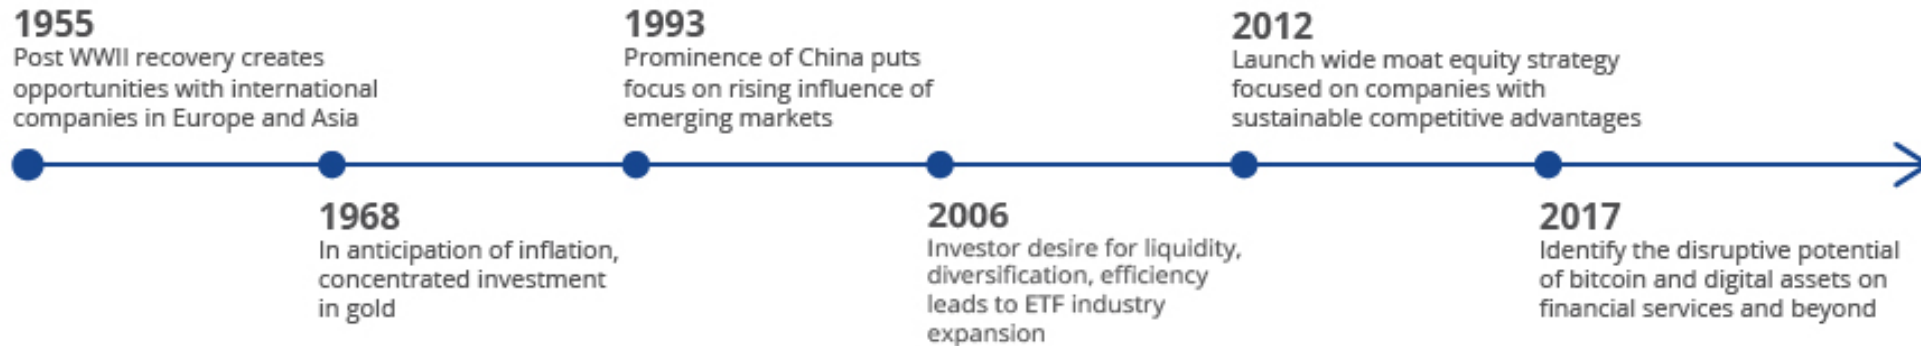 1955
Post WWII recovery creates
opportunities with international
companies in Europe and Asia
1968
In anticipation of inflation,
concentrated investment
in gold
1993
Prominence of China puts
focus on rising influence of
emerging markets
2006
Investor desire for liquidity,
diversification, efficiency
leads to ETF industry
expansion
2012
Launch wide moat equity strategy
focused on companies with
sustainable competitive advantages
2017
Identify the disruptive potential
of bitcoin and digital assets on
financial services and beyond